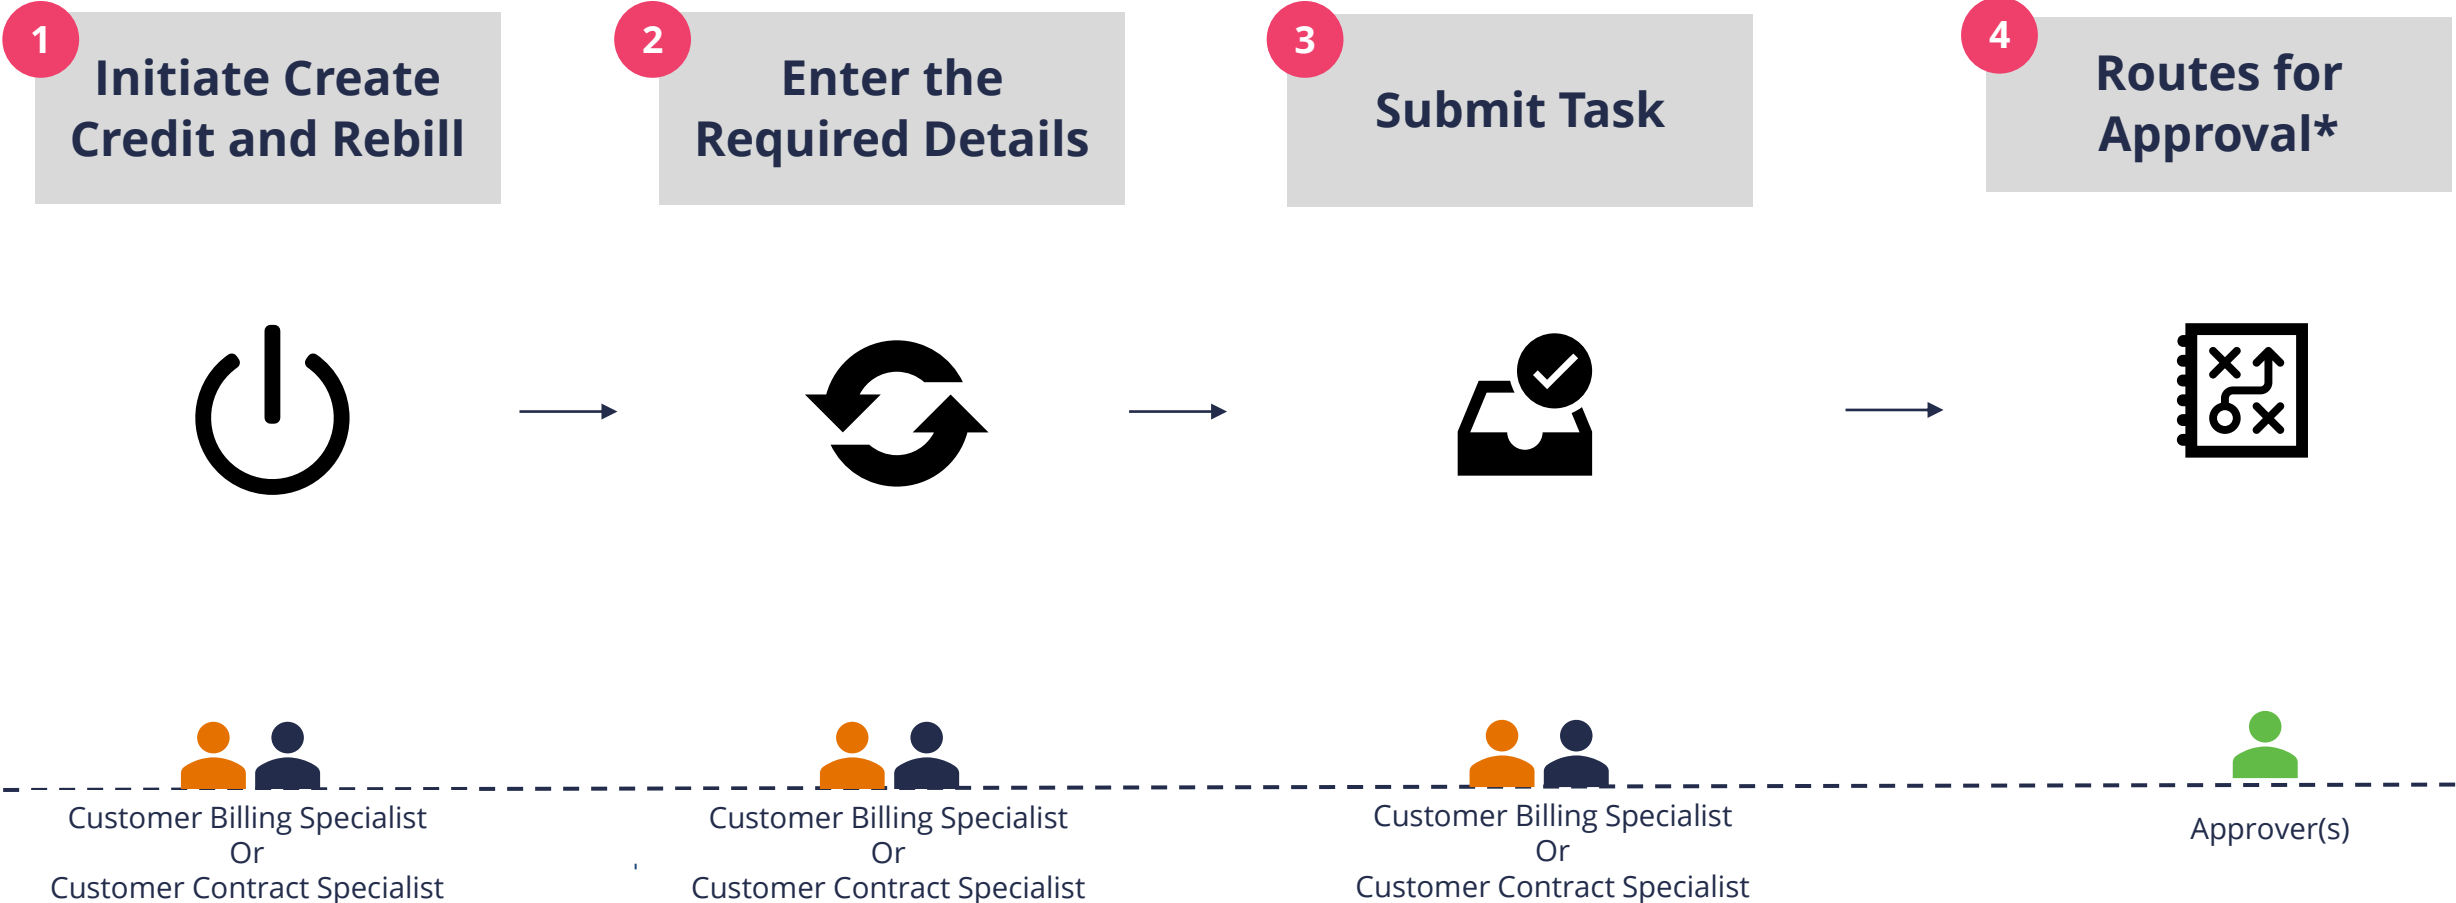 1
Initiate Create
Credit and Rebill
2
Enter the
Required Details
3
Submit Task
4
Routes for
Approval*
Customer Billing Specialist
Or
Customer Contract Specialist
Customer Billing Specialist
Or
Customer Contract Specialist
Customer Billing Specialist
Or
Customer Contract Specialist
Approver(s)